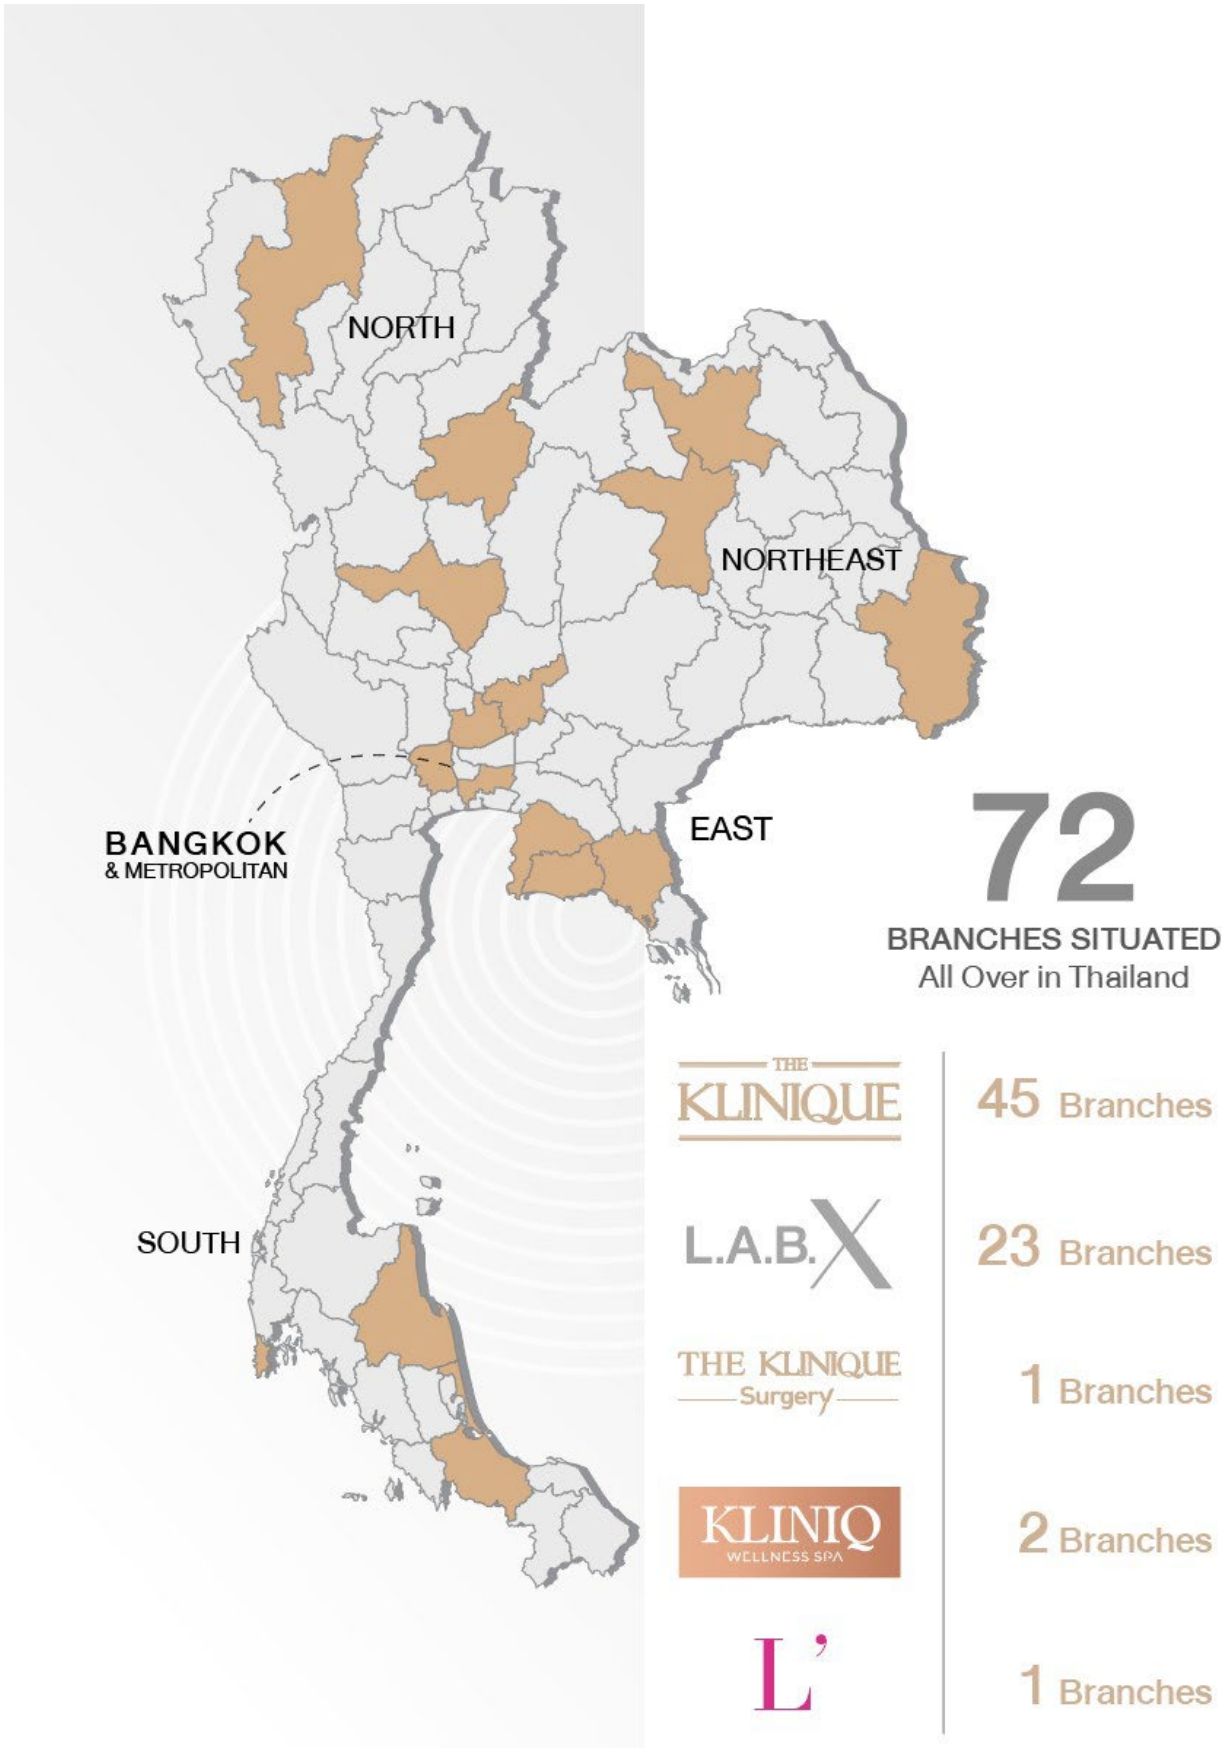 NORTH
NORTHEAST
BANGKOK
& METROPOLITAN
EAST
SOUTH
72
BRANCHES SITUATED
All Over in Thailand
THE
KLINIQUE
45 Branches
L.A.B.X
23 Branches
THE KLINIQUE
Surgery
1 Branches
KLINIQ
WELLNESS SPA
2 Branches
L’
1 Branches